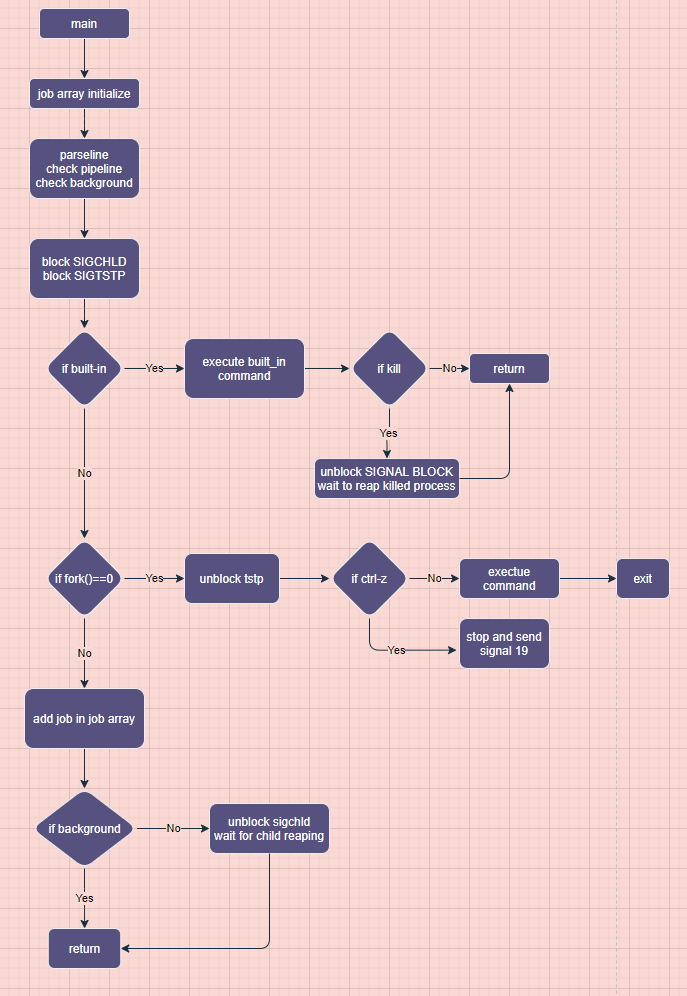 main
job array initialize
parseline
check pipeline
check background
block SIGCHLD
block SIGTSTP
if built-in
Yes
execute built_in
command
if kill
No
return
Yes
unblock SIGNAL BLOCK
wait to reap killed process
No
if fork()==0
Yes
unblock tstp
if ctrl-z
No
exectue
command
exit
Yes
stop and send
signal 19
No
add job in job array
if background
No
unblock sigchld
wait for child reaping
Yes
return